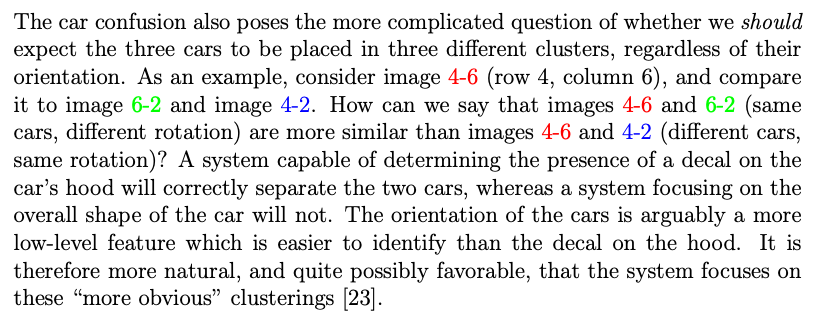 The car confusion also poses the more complicated question of whether we should
expect the three cars to be placed in three different clusters, regardless of their
orientation. As an example, consider image 4-6 (row 4, column 6), and compare
it to image 6-2 and image 4-2. How can we say that images 4-6 and 6-2 (same
cars, different rotation) are more similar than images 4-6 and 4-2 (different cars,
same rotation)? A system capable of determining the presence of a decal on the
car's hood will correctly separate the two cars, whereas a system focusing on the
overall shape of the car will not. The orientation of the cars is arguably a more
low-level feature which is easier to identify than the decal on the hood. It is
therefore more natural, and quite possibly favorable, that the system focuses on
these “more obvious” clusterings [23].